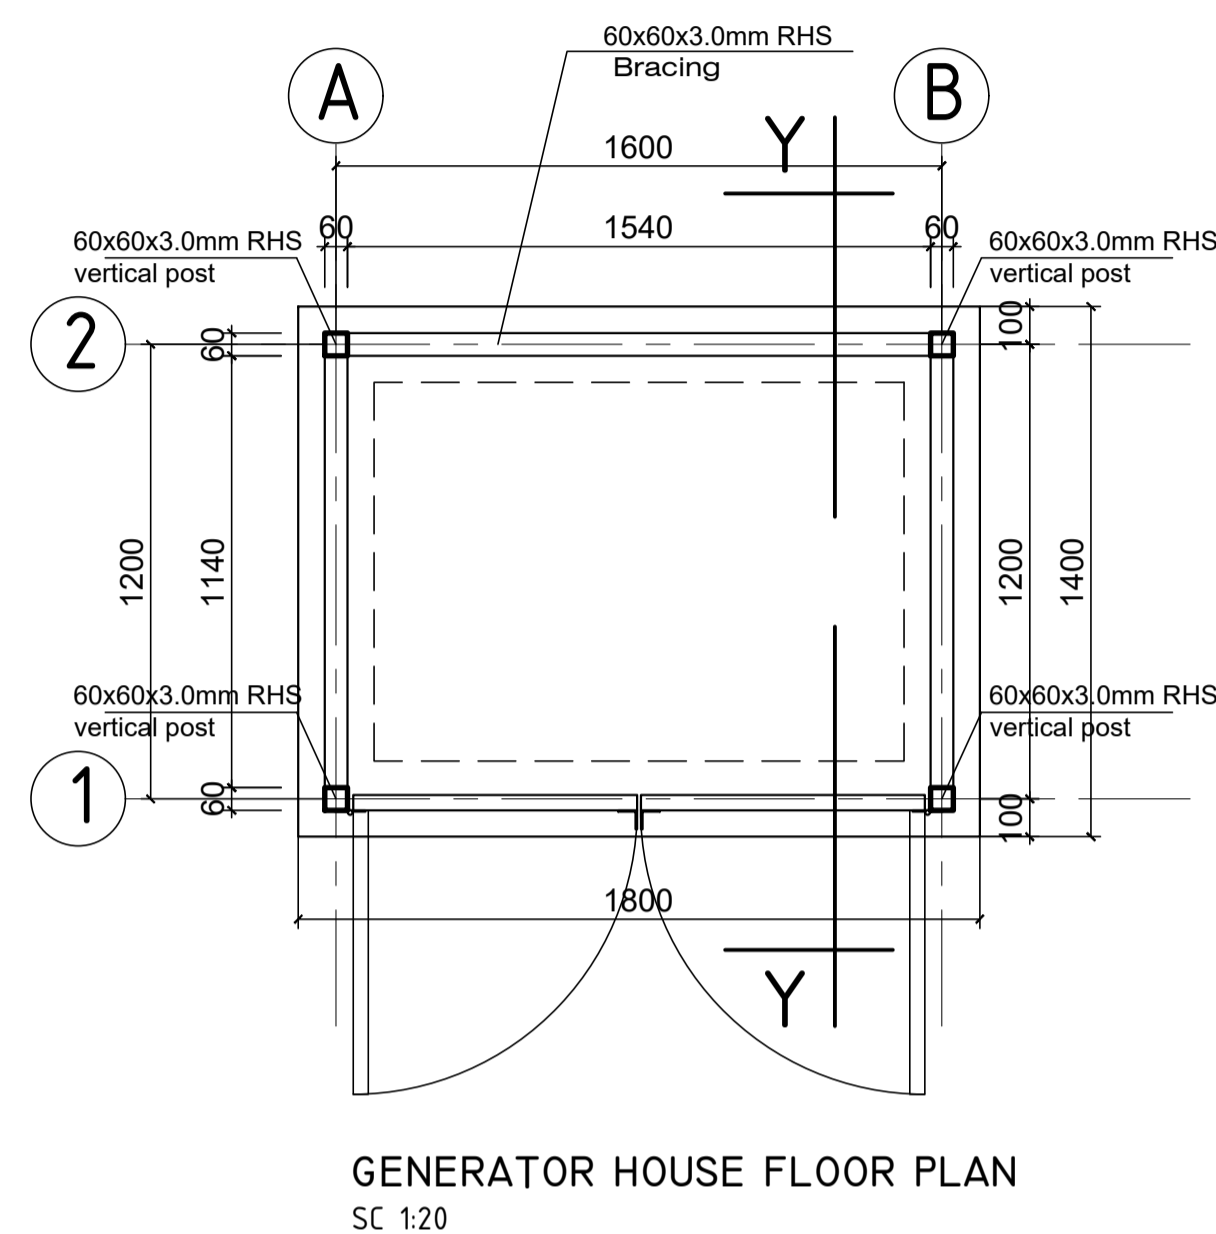 60x60x3.0mm RHS
Bracing
A
B
Y
1600
60
1540
60
60x60x3.0mm RHS
vertical post
60x60x3.0mm RHS
vertical post
2
60
100
1200
1140
1200
1400
60x60x3.0mm RHS
vertical post
60x60x3.0mm RHS
vertical post
1
60
100
1800
Y
GENERATOR HOUSE FLOOR PLAN
SC 1:20